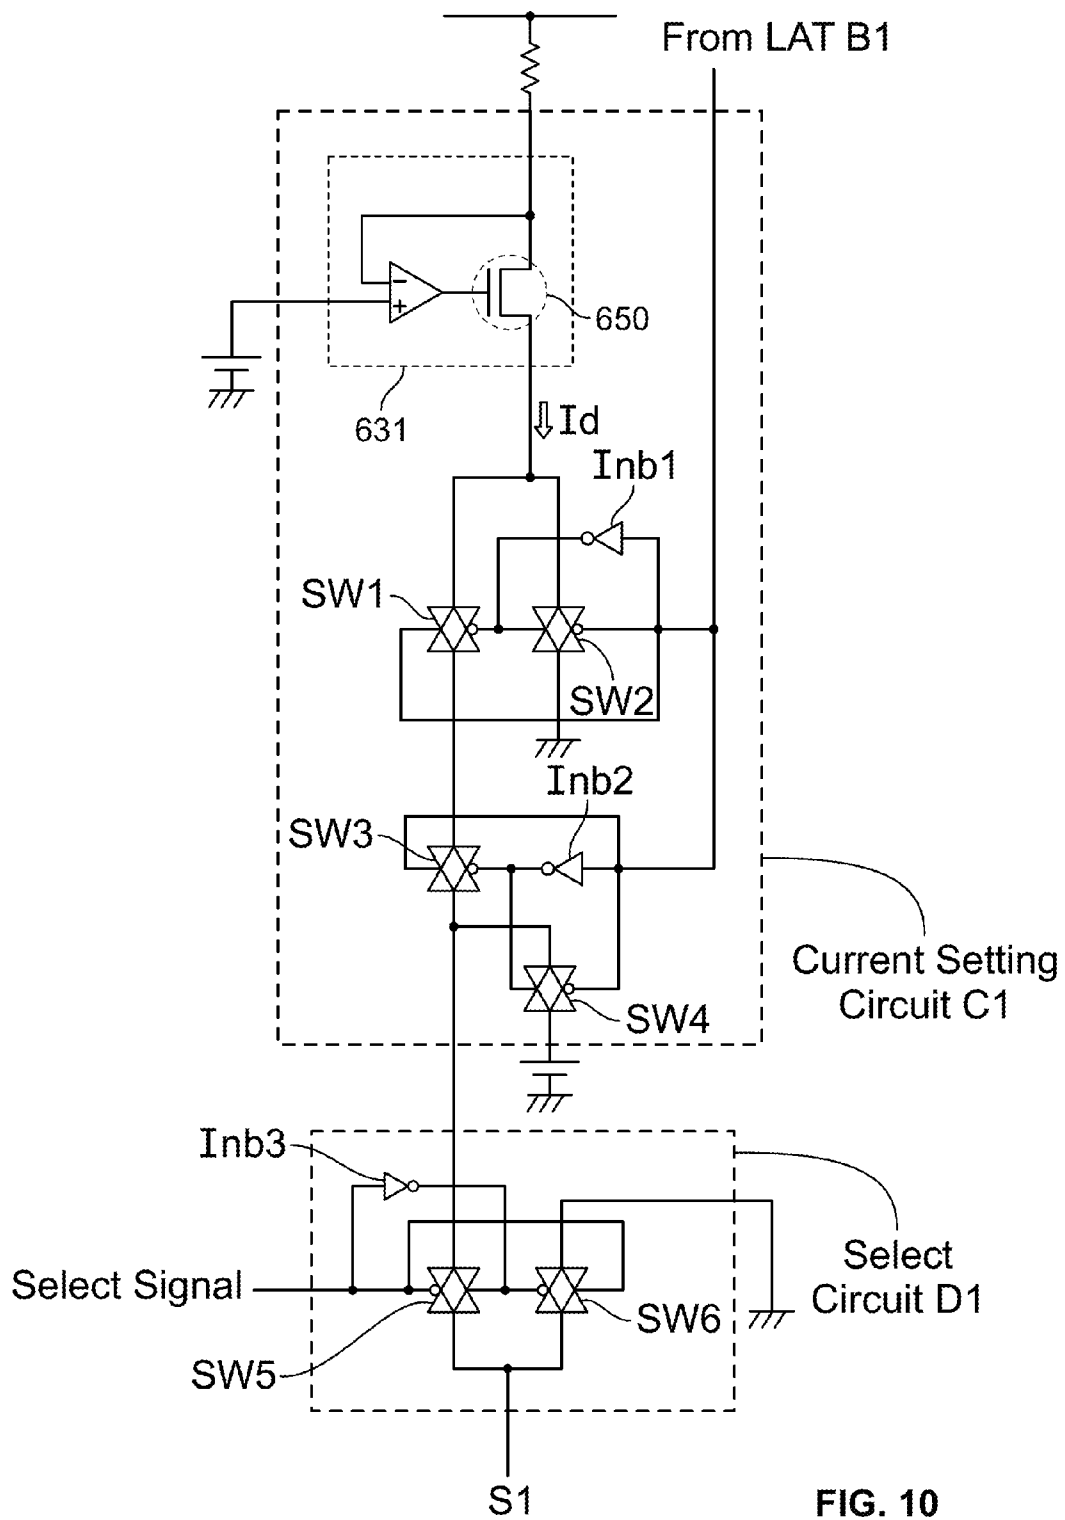 From LAT B1
650
631
Id
Inb1
SW1
SW2
Inb2
SW3
Current Setting
Circuit C1
SW4
Inb3
Select
Circuit D1
Select Signal
SW6
SW5
S1
FIG. 10